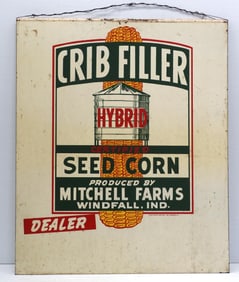 CRIB FILLER
HYBRID
SEED CORN
PRODUCED BY
MITCHELL FARMS
WINDFALL, IND.
DEALER